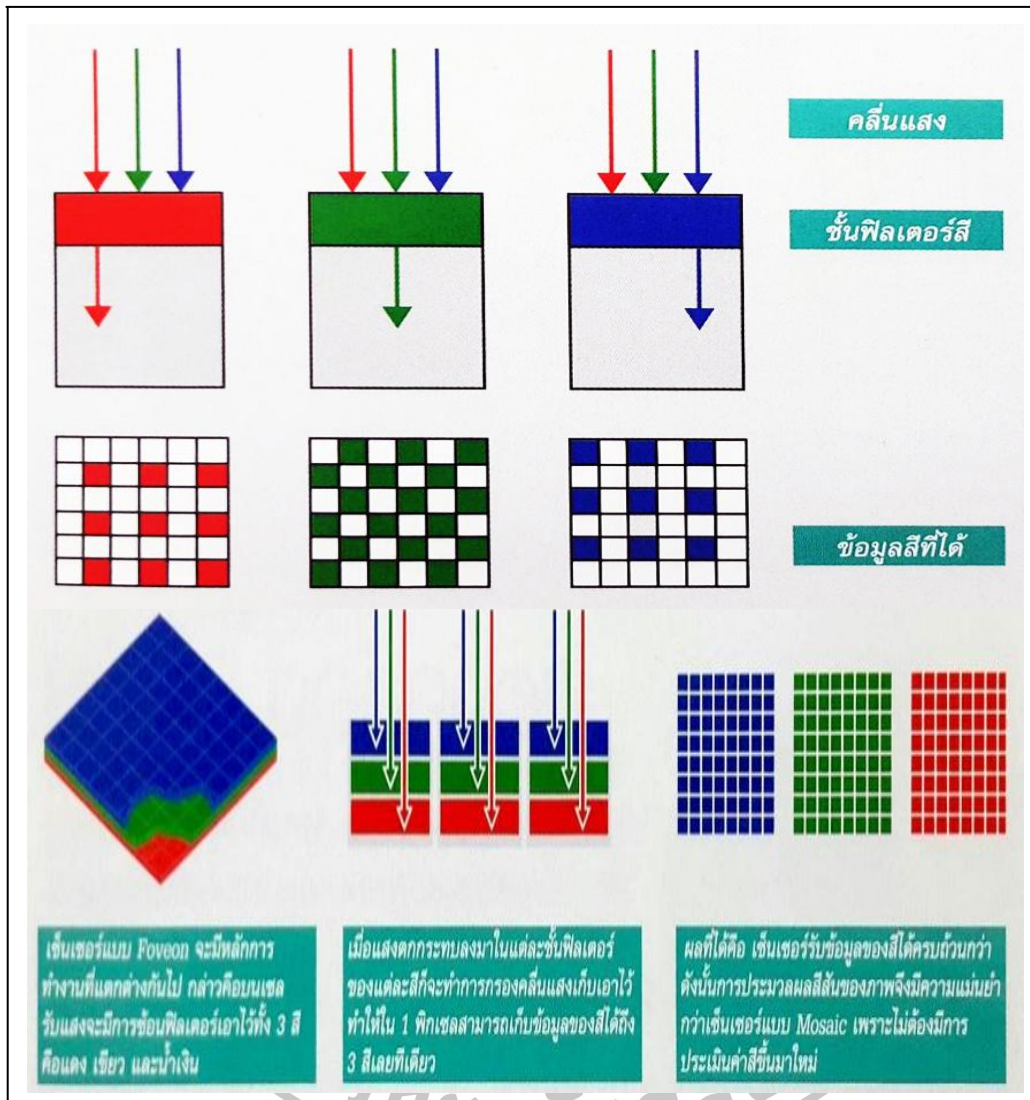 คลื่นแสง
ชั้นฟิลเตอร์สี
ข้อมูลสีที่ได้
เซ็นเซอร์แบบ Foveon จะมีหลักการ
ทำงานที่แตกต่างกันไป กล่าวคือบนเซล
รับแสงจะมีการซ้อนฟิลเตอร์เอาไว้ทั้ง 3 สี
คือแดง เขียว และน้ำเงิน
เมื่อแสงตกกระทบลงมาในแต่ละชั้นฟิลเตอร์
ของแต่ละสีก็จะทำการกรองคลื่นแสงเก็บเอาไว้
ทำให้ใน 1 พิกเซลสามารถเก็บข้อมูลของสีได้ถึง
3 สีเลยทีเดียว
ผลที่ได้คือ เซ็นเซอร์รับข้อมูลของสีได้ครบถ้วนกว่า
ดังนั้นการประมวลผลสีสันของภาพจึงมีความแม่นยำ
กว่าเซ็นเซอร์แบบ Mosaic เพราะไม่ต้องมีการ
ประเมินค่าสีขึ้นมาใหม่